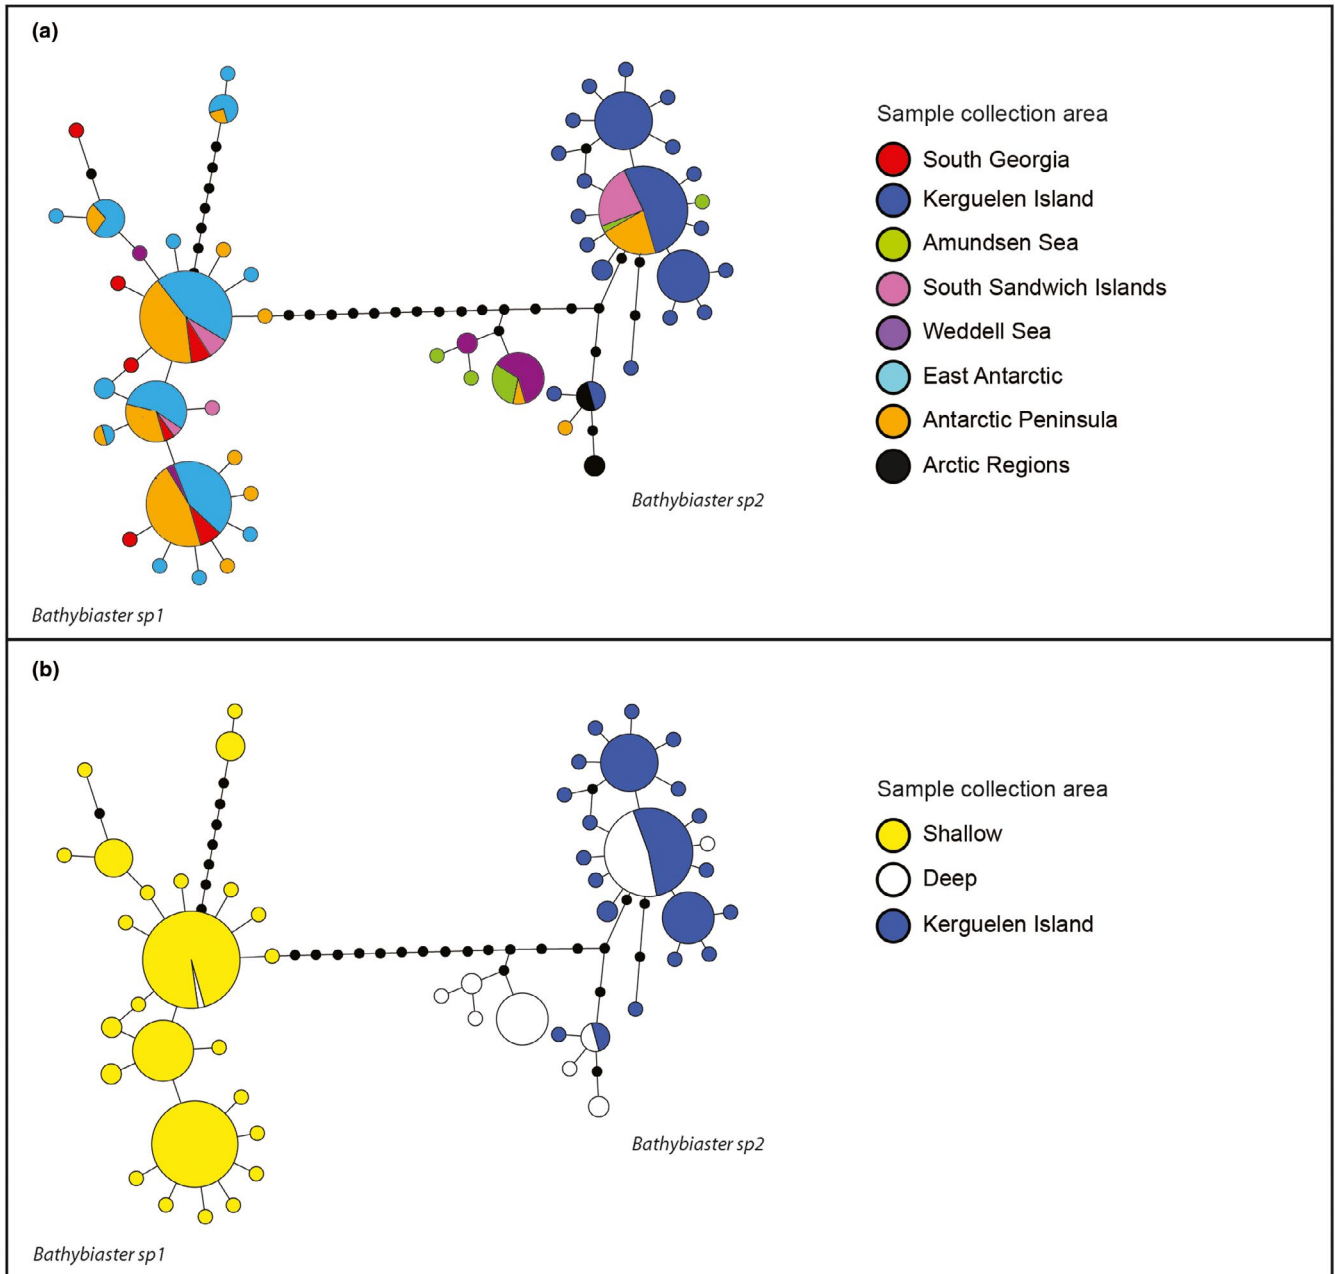 (a)
Sample collection area
South Georgia
Kerguelen Island
Amundsen Sea
South Sandwich Islands
Weddell Sea
East Antarctic
Antarctic Peninsula
Arctic Regions
Bathybiaster sp2
Bathybiaster sp1
(b)
Sample collection area
Shallow
Deep
Kerguelen Island
Bathybiaster sp2
Bathybiaster sp1